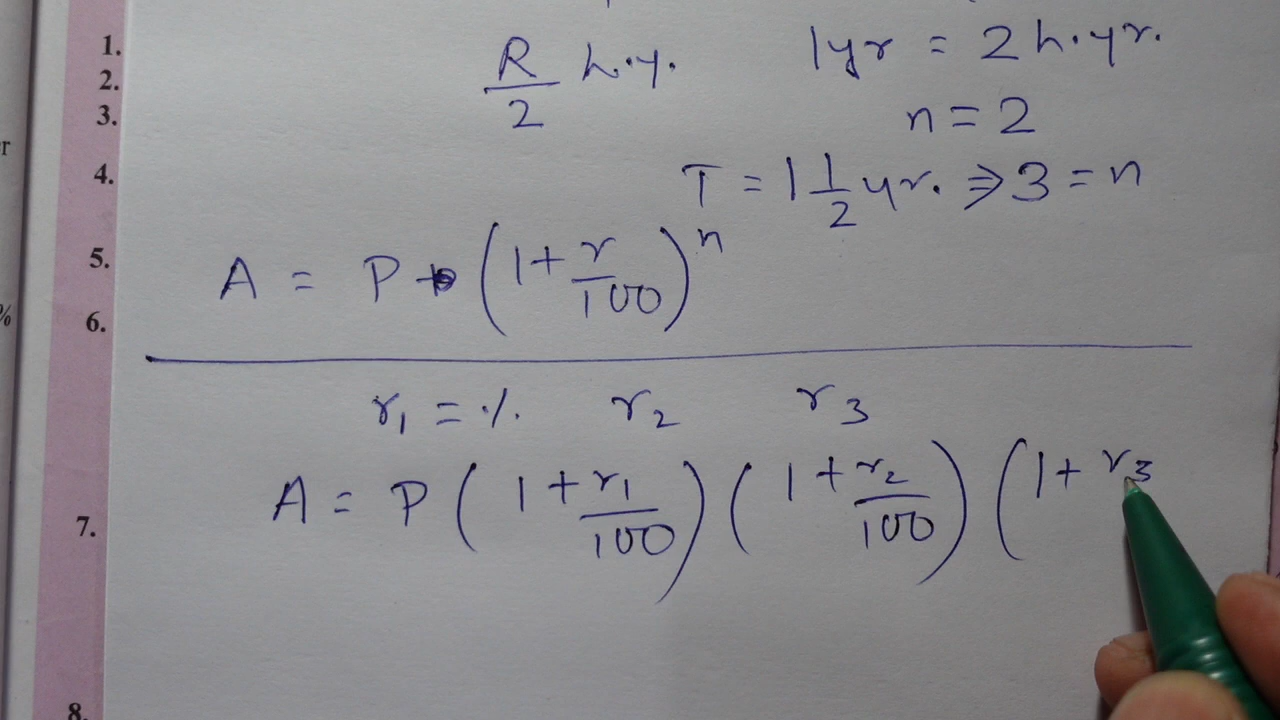 1.
2.
3.
4.
5.
6.
7.
8.
r
%
R/2 h.y.
1yr = 2 h.yr.
n = 2
T = 1 1/2 yr. ⇒ 3 = n
A = P (1 + r/100)^n
r₁ = % r₂ r₃
A = P (1 + r₁/100) (1 + r₂/100) (1 + r₃